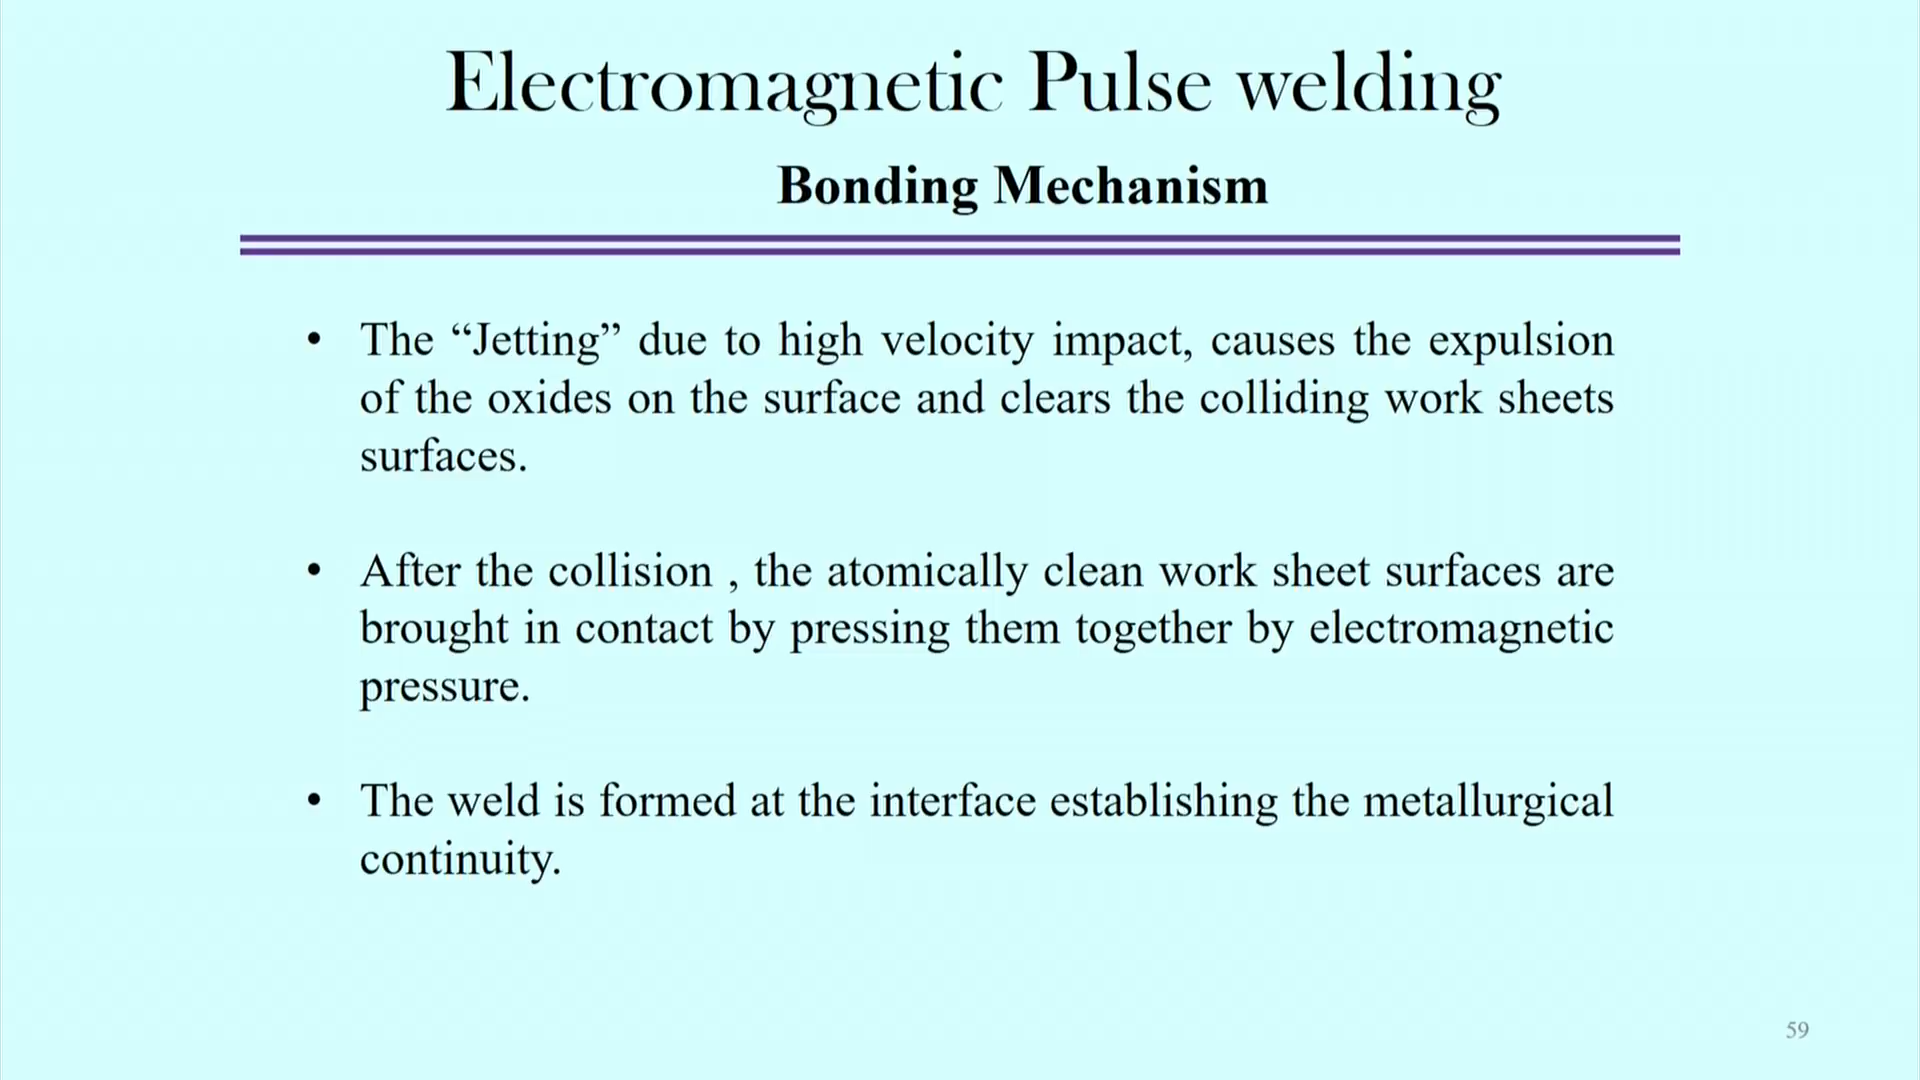 Electromagnetic Pulse welding
Bonding Mechanism
• The “Jetting” due to high velocity impact, causes the expulsion
of the oxides on the surface and clears the colliding work sheets
surfaces.
• After the collision , the atomically clean work sheet surfaces are
brought in contact by pressing them together by electromagnetic
pressure.
• The weld is formed at the interface establishing the metallurgical
continuity.
59